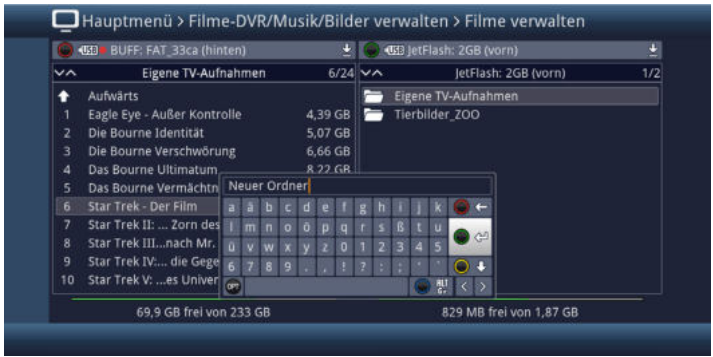 Hauptmenü > Filme-DVR/Musik/Bilder verwalten > Filme verwalten
USB BUFF: FAT_33ca (hinten)
USB JetFlash: 2GB (vorn)
Eigene TV-Aufnahmen 6/24
JetFlash: 2GB (vorn) 1/2
Aufwärts
Eigene TV-Aufnahmen
1 Eagle Eye - Außer Kontrolle 4,39 GB
Tierbilder_ZOO
2 Die Bourne Identität 5,07 GB
3 Die Bourne Verschwörung 6,66 GB
4 Das Bourne Ultimatum 8,22 GB
5 Das Bourne Vermächtn
Neuer Ordner
6 Star Trek - Der Film
a ä b c d e f g h i j k
7 Star Trek II: ... Zorn des
l m n o ö p q r s ß t u
8 Star Trek III...nach Mr.
ü v w x y z 0 1 2 3 4 5
9 Star Trek IV:... die Gege
6 7 8 9 . , ! ? : ; ' `
10 Star Trek V: ...es Univer
OPT ALT Gr < >
69,9 GB frei von 233 GB
829 MB frei von 1,87 GB